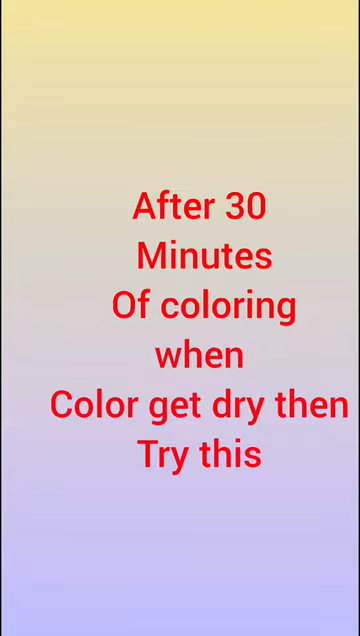 After 30
Minutes
Of coloring
when
Color get dry then
Try this